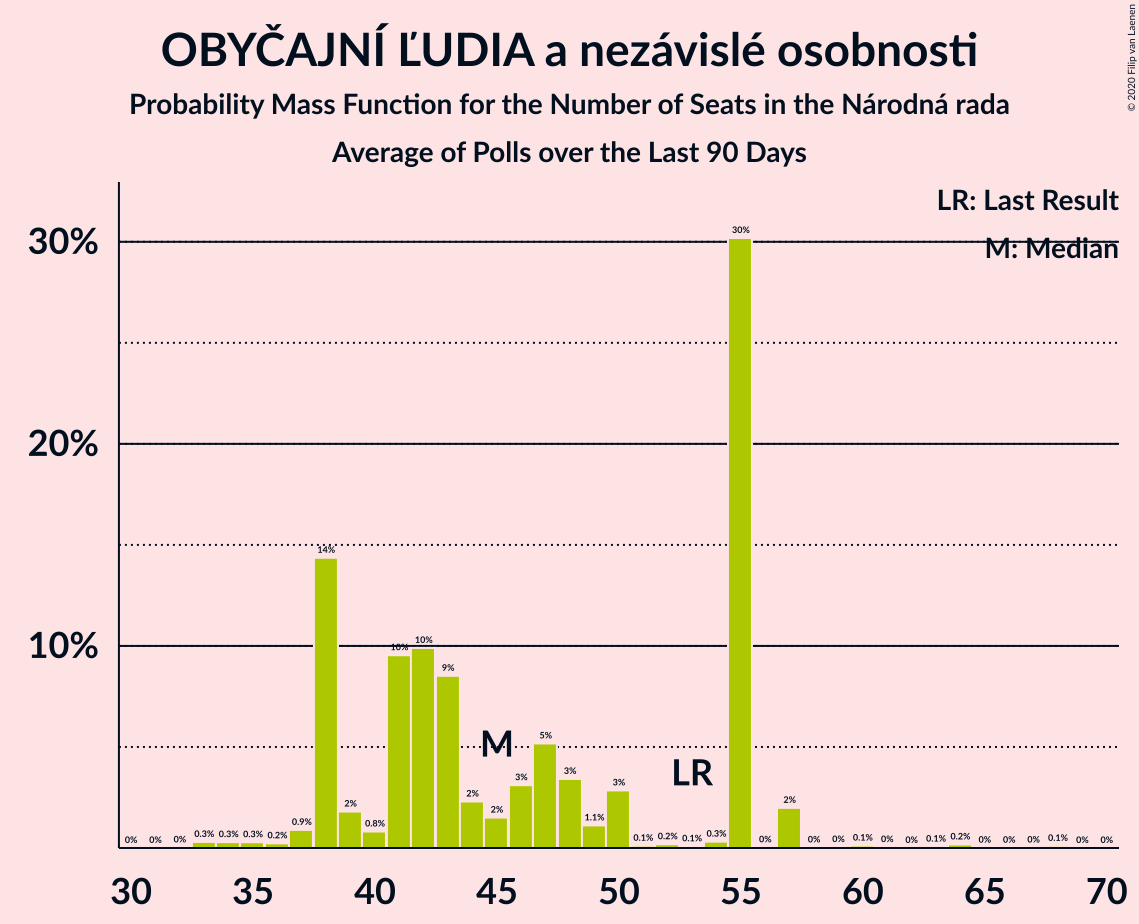 OBYČAJNÍ ĽUDIA a nezávislé osobnosti
Probability Mass Function for the Number of Seats in the Národná rada
Average of Polls over the Last 90 Days
© 2020 Filip van Laenen
LR: Last Result
M: Median
30%
20%
10%
0% 0% 0% 0.3% 0.3% 0.3% 0.2% 0.9% 14% 2% 0.8% 10% 10% 9% 2% 2% 3% 5% 3% 1.1% 3% 0.1% 0.2% 0.1% 0.3% 30% 0% 2% 0% 0% 0.1% 0% 0% 0.1% 0.2% 0% 0% 0% 0.1% 0% 0%
M
LR
30 35 40 45 50 55 60 65 70